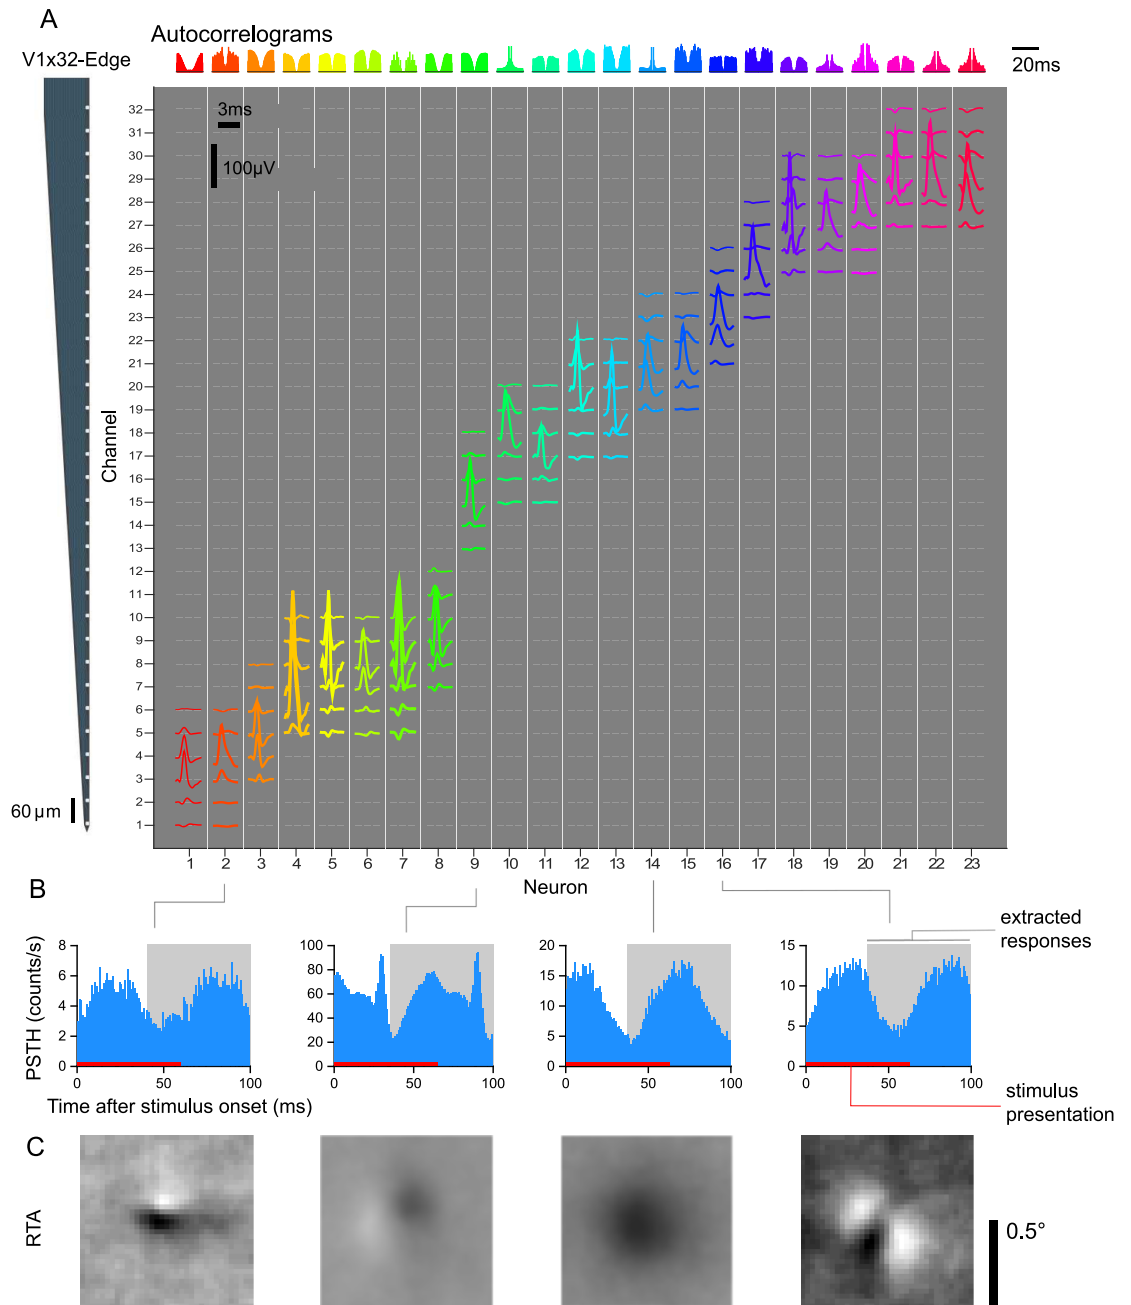 A
Autocorrelograms
V1x32-Edge
20ms
3ms
100µV
32
31
30
29
28
27
26
25
24
23
22
21
20
19
18
17
16
15
14
13
12
11
10
9
8
7
6
5
4
3
2
1
Channel
60 µm
1 2 3 4 5 6 7 8 9 10 11 12 13 14 15 16 17 18 19 20 21 22 23
Neuron
B
extracted
responses
PSTH (counts/s)
8
6
4
2
0
0 50 100
100
80
60
40
20
0
0 50 100
20
15
10
5
0
0 50 100
15
10
5
0
0 50 100
Time after stimulus onset (ms)
stimulus
presentation
C
RTA
0.5°